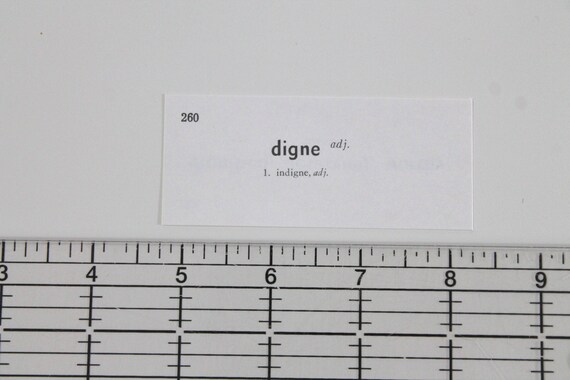 260
digne adj.
1. indigne, adj.
3 4 5 6 7 8 9